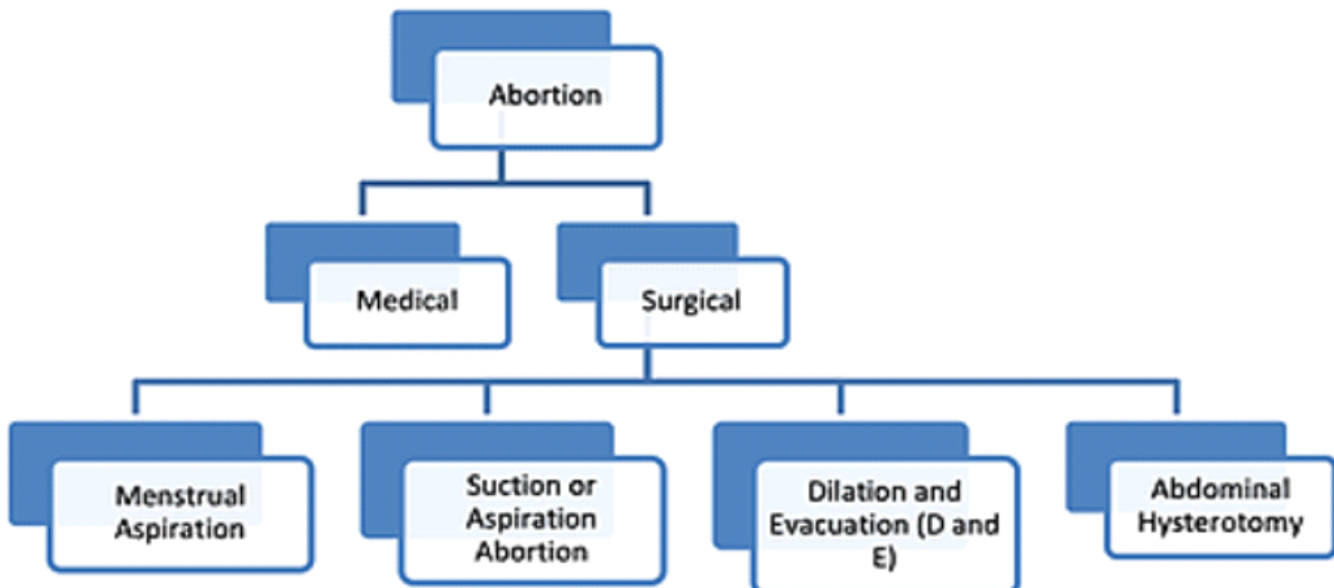 Abortion
Medical
Surgical
Menstrual
Aspiration
Suction or
Aspiration
Abortion
Dilation and
Evacuation (D and
E)
Abdominal
Hysterotomy